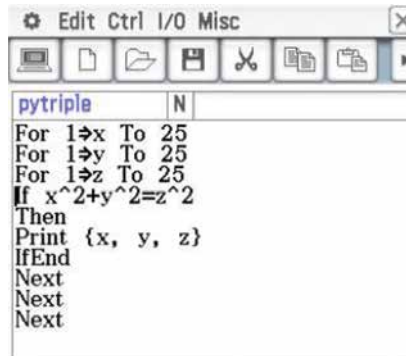 Edit Ctrl I/O Misc
pytriple N
For 1⇒x To 25
For 1⇒y To 25
For 1⇒z To 25
If x^2+y^2=z^2
Then
Print {x, y, z}
IfEnd
Next
Next
Next